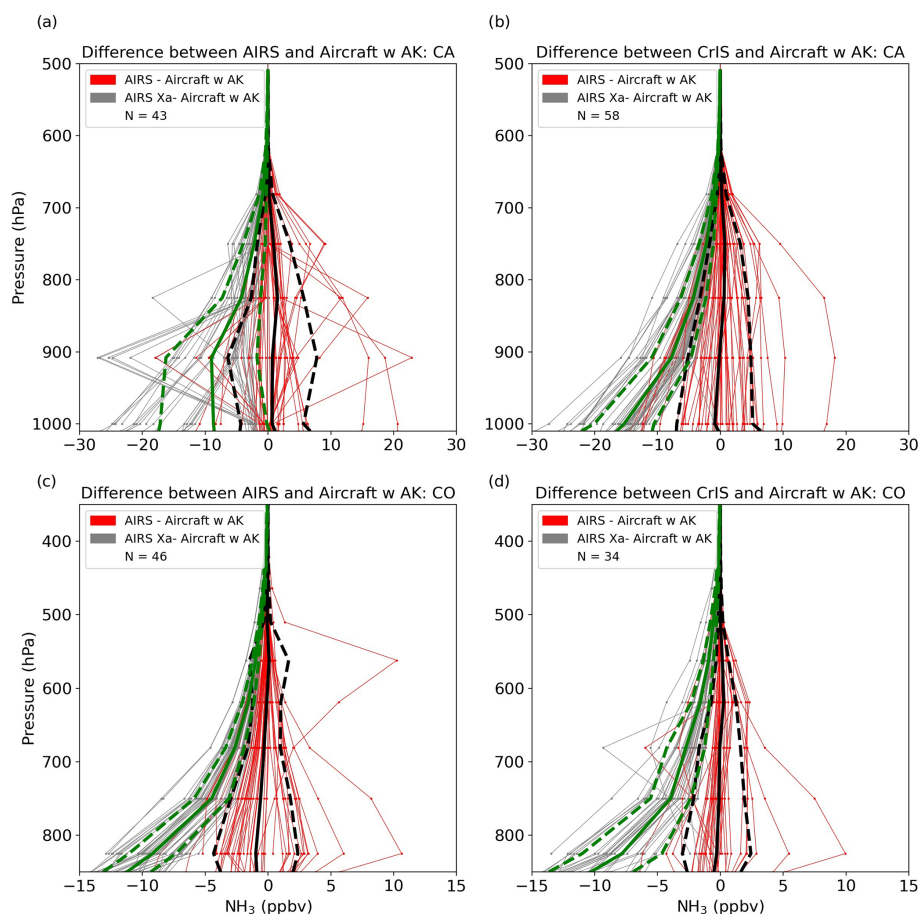 (a)
Difference between AIRS and Aircraft w AK: CA
AIRS - Aircraft w AK
AIRS Xa- Aircraft w AK
N = 43
500
600
700
800
900
1000
Pressure (hPa)
−30
−20
−10
0
10
20
30
(b)
Difference between CrIS and Aircraft w AK: CA
AIRS - Aircraft w AK
AIRS Xa- Aircraft w AK
N = 58
500
600
700
800
900
1000
−30
−20
−10
0
10
20
30
(c)
Difference between AIRS and Aircraft w AK: CO
AIRS - Aircraft w AK
AIRS Xa- Aircraft w AK
N = 46
400
500
600
700
800
Pressure (hPa)
−15
−10
−5
0
5
10
15
NH₃ (ppbv)
(d)
Difference between CrIS and Aircraft w AK: CO
AIRS - Aircraft w AK
AIRS Xa- Aircraft w AK
N = 34
400
500
600
700
800
−15
−10
−5
0
5
10
15
NH₃ (ppbv)